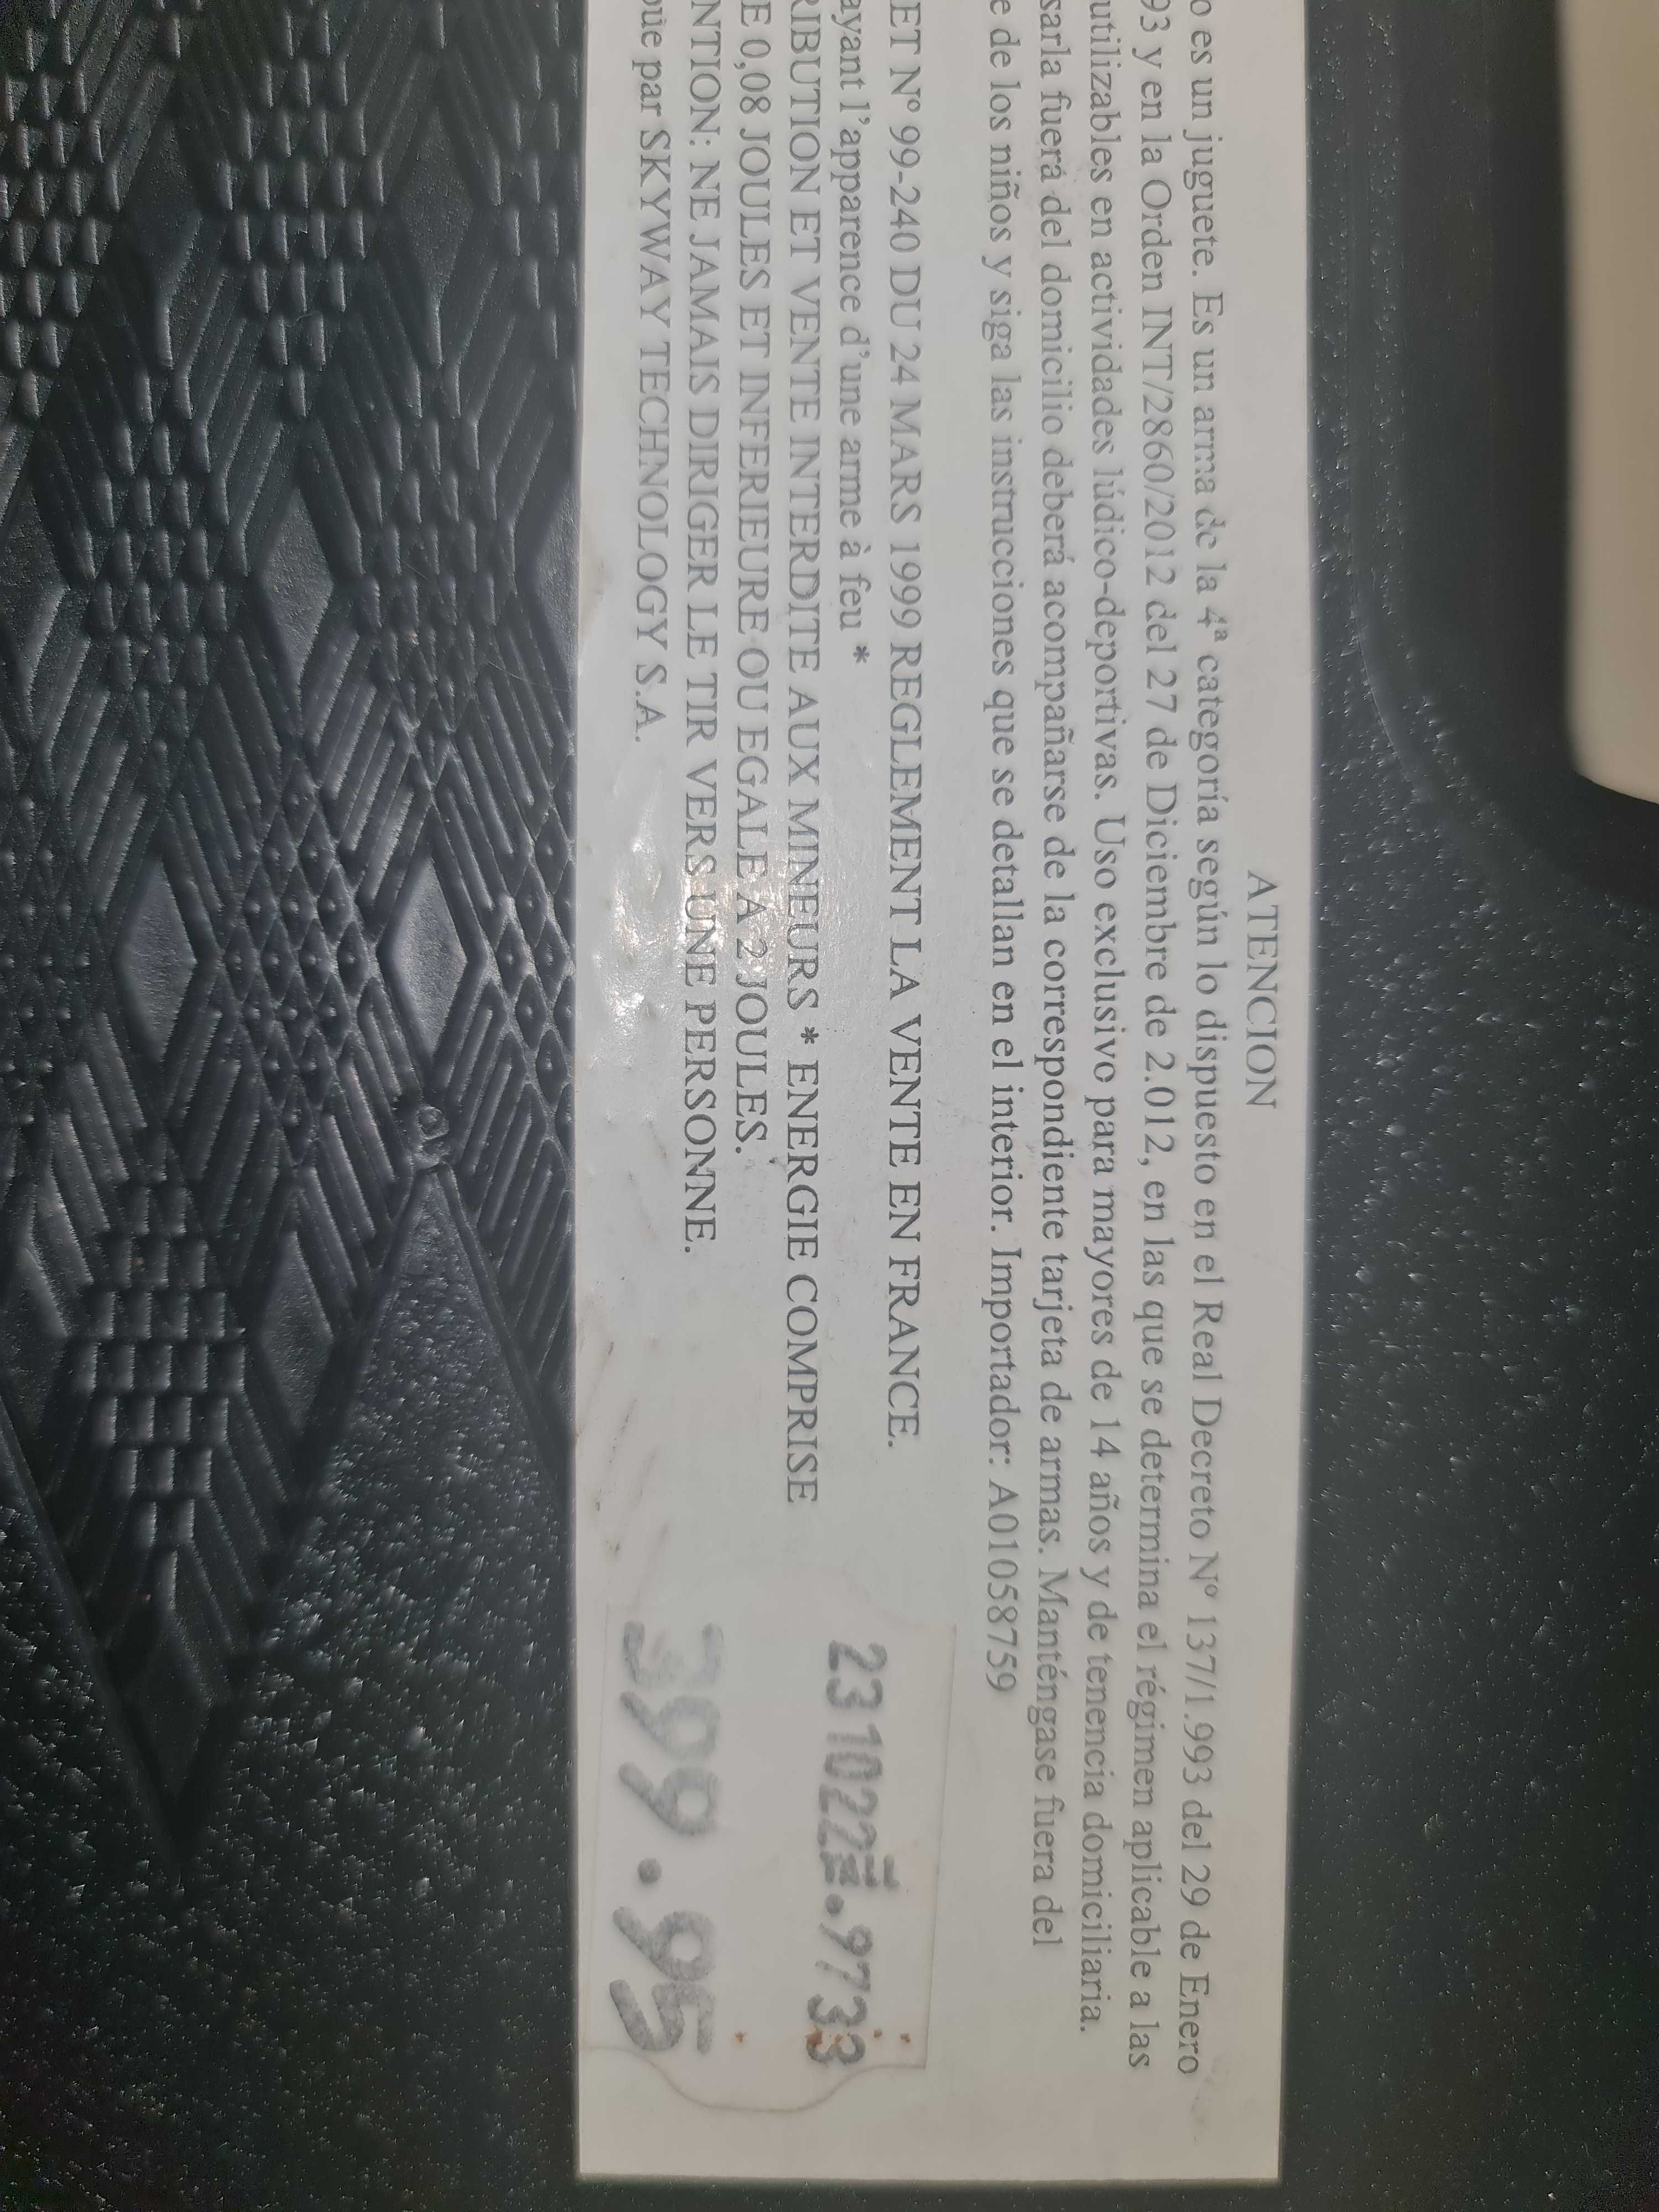 ATENCION
o es un juguete. Es un arma de la 4ª categoría según lo dispuesto en el Real Decreto Nº 137/1.993 del 29 de Enero
93 y en la Orden INT/2860/2012 del 27 de Diciembre de 2.012, en las que se determina el régimen aplicable a las
utilizables en actividades lúdico-deportivas. Uso exclusivo para mayores de 14 años y de tenencia domiciliaria.
sarla fuera del domicilio deberá acompañarse de la correspondiente tarjeta de armas. Manténgase fuera del
e de los niños y siga las instrucciones que se detallan en el interior. Importador: A01058759
ET Nº 99-240 DU 24 MARS 1999 REGLEMENT LA VENTE EN FRANCE.
ayant l'apparence d'une arme à feu *
RIBUTION ET VENTE INTERDITE AUX MINEURS * ENERGIE COMPRISE
E 0,08 JOULES ET INFERIEURE OU EGALE A 2 JOULES.
NTION: NE JAMAIS DIRIGER LE TIR VERS UNE PERSONNE.
oüe par SKYWAY TECHNOLOGY S.A.
399.95